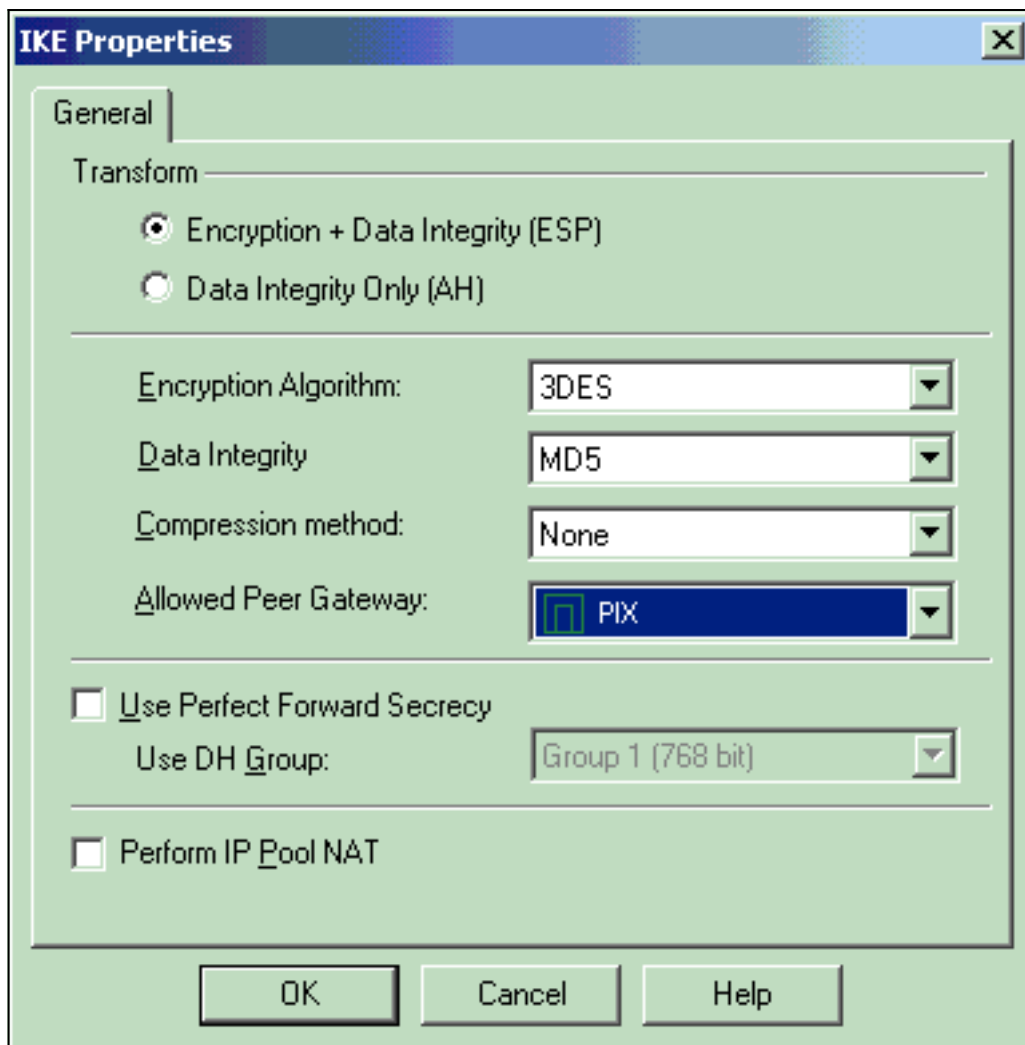 IKE Properties
General
Transform
Encryption + Data Integrity (ESP)
Data Integrity Only (AH)
Encryption Algorithm: 3DES
Data Integrity MD5
Compression method: None
Allowed Peer Gateway: PIX
Use Perfect Forward Secrecy
Use DH Group: Group 1 (768 bit)
Perform IP Pool NAT
OK Cancel Help